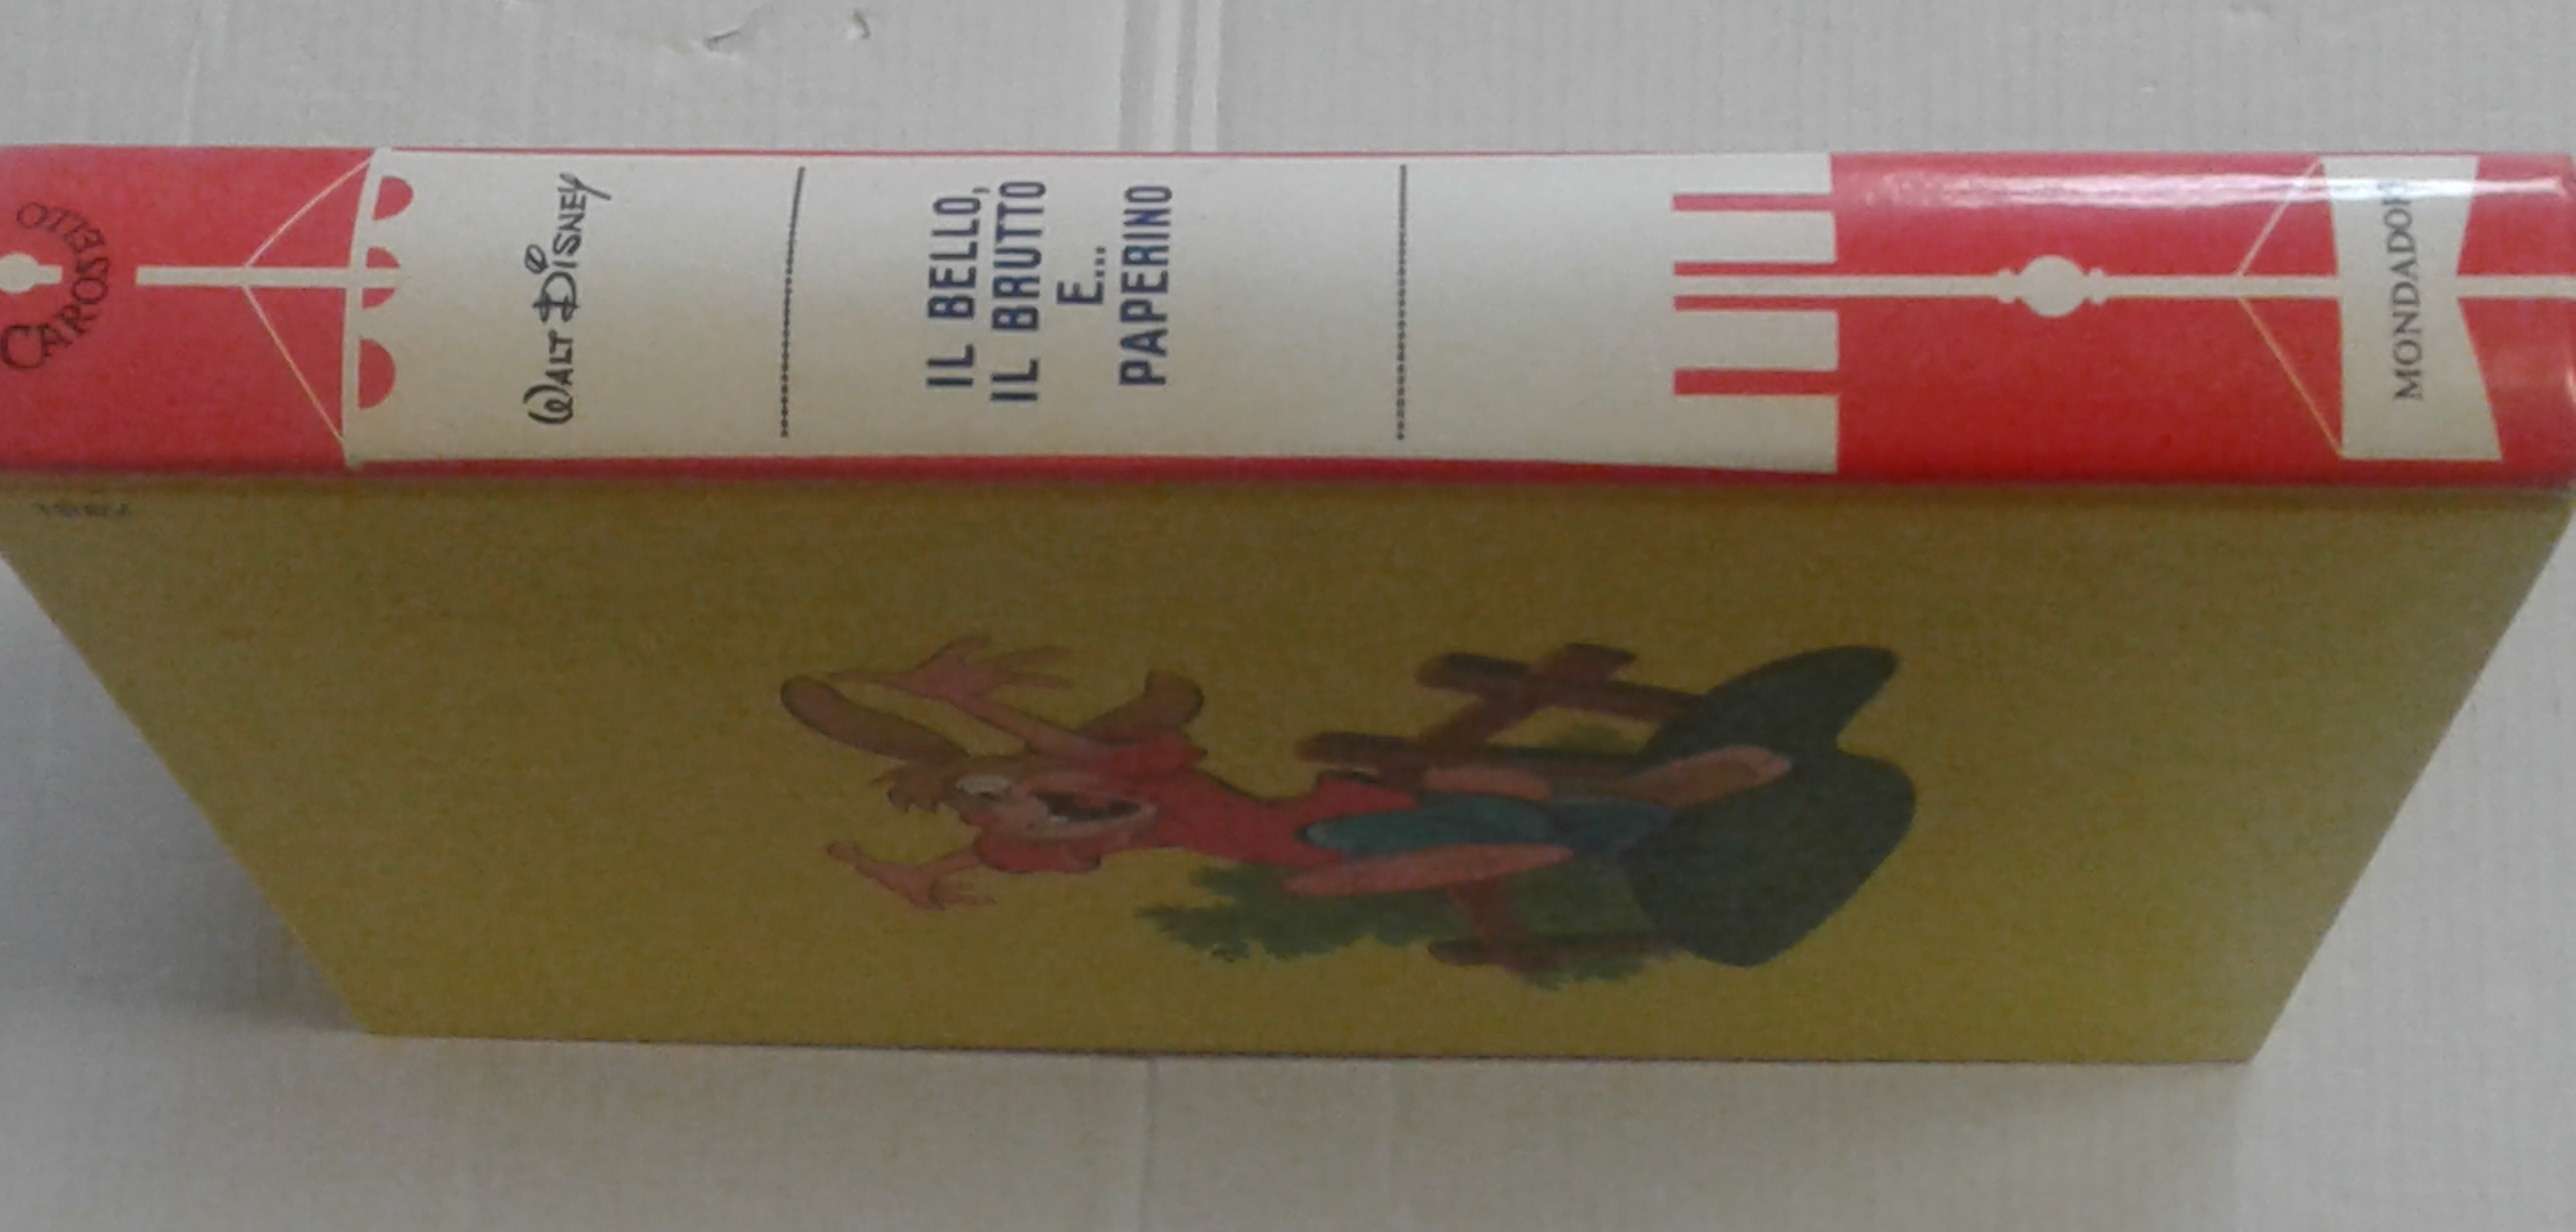 CAROSELLO
WALT DISNEY
IL BELLO,
IL BRUTTO
E...
PAPERINO
MONDADORI